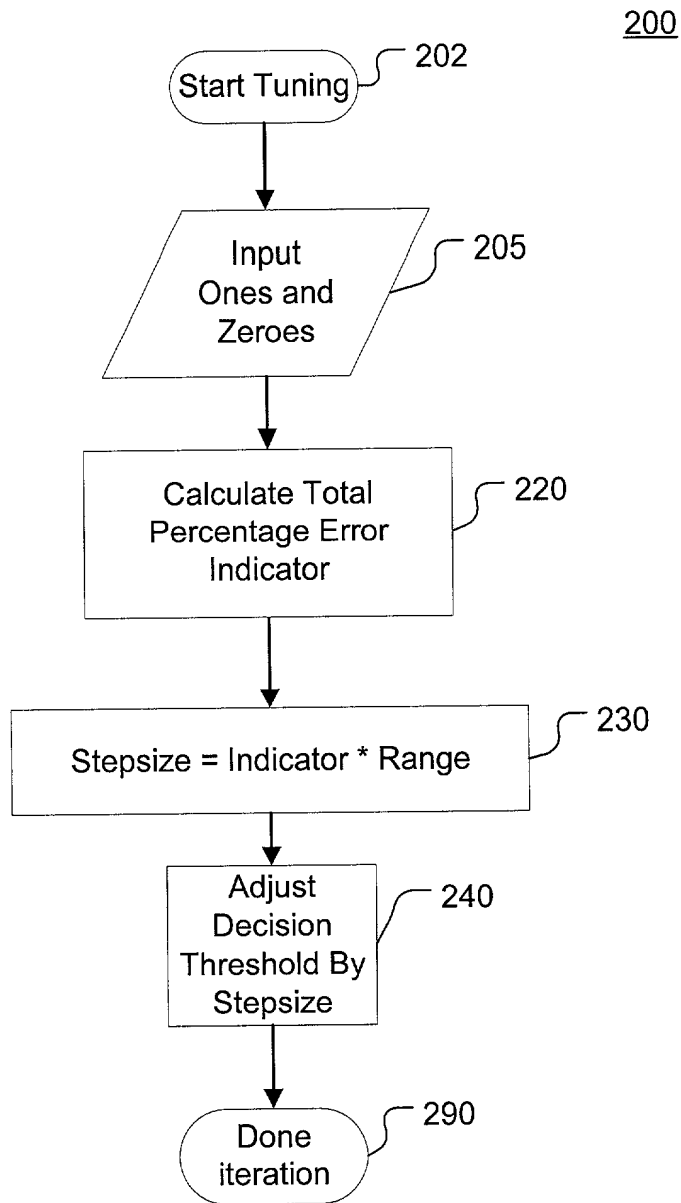 200
Start Tuning
202
Input
Ones and
Zeroes
205
Calculate Total
Percentage Error
Indicator
220
Stepsize = Indicator * Range
230
Adjust
Decision
Threshold By
Stepsize
240
Done
iteration
290